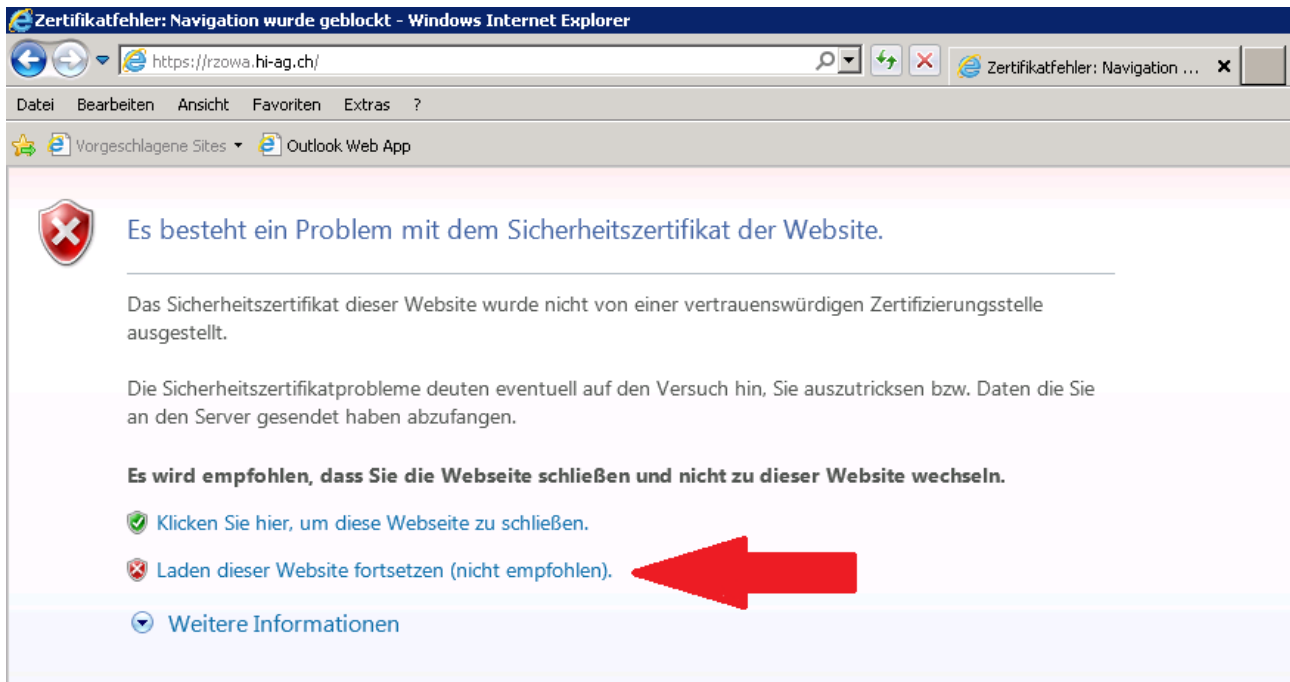 Zertifikatfehler: Navigation wurde geblockt - Windows Internet Explorer
https://rzowa.hi-ag.ch/
Zertifikatfehler: Navigation ...
Datei Bearbeiten Ansicht Favoriten Extras ?
Vorgeschlagene Sites Outlook Web App
Es besteht ein Problem mit dem Sicherheitszertifikat der Website.
Das Sicherheitszertifikat dieser Website wurde nicht von einer vertrauenswürdigen Zertifizierungsstelle
ausgestellt.
Die Sicherheitszertifikatprobleme deuten eventuell auf den Versuch hin, Sie auszutricksen bzw. Daten die Sie
an den Server gesendet haben abzufangen.
Es wird empfohlen, dass Sie die Webseite schließen und nicht zu dieser Website wechseln.
Klicken Sie hier, um diese Webseite zu schließen.
Laden dieser Website fortsetzen (nicht empfohlen).
Weitere Informationen